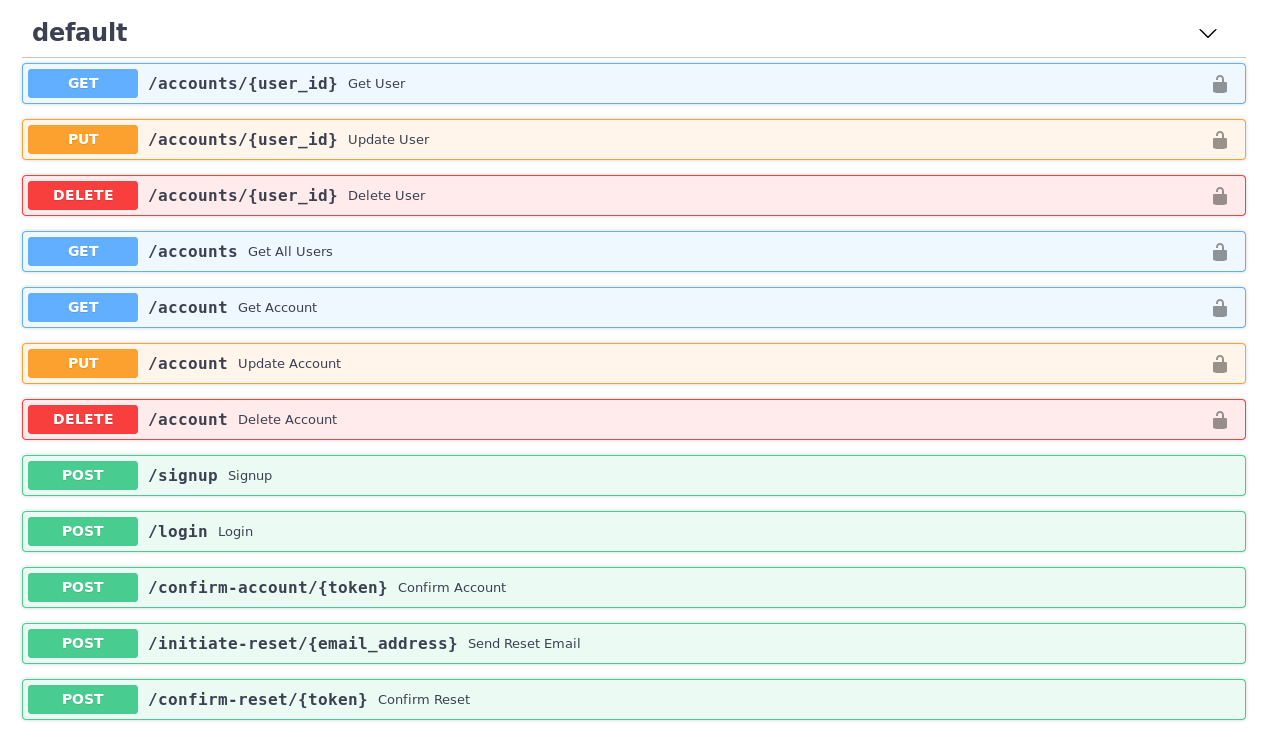 default
GET /accounts/{user_id} Get User
PUT /accounts/{user_id} Update User
DELETE /accounts/{user_id} Delete User
GET /accounts Get All Users
GET /account Get Account
PUT /account Update Account
DELETE /account Delete Account
POST /signup Signup
POST /login Login
POST /confirm-account/{token} Confirm Account
POST /initiate-reset/{email_address} Send Reset Email
POST /confirm-reset/{token} Confirm Reset